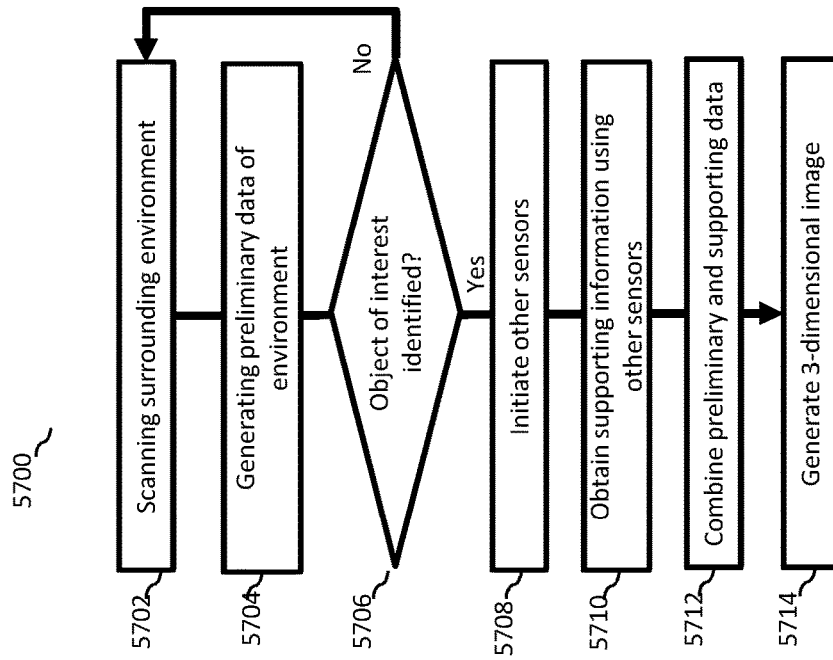 5700
5702
Scanning surrounding environment
5704
Generating preliminary data of
environment
5706
Object of interest
identified?
No
Yes
5708
Initiate other sensors
5710
Obtain supporting information using
other sensors
5712
Combine preliminary and supporting data
5714
Generate 3-dimensional image